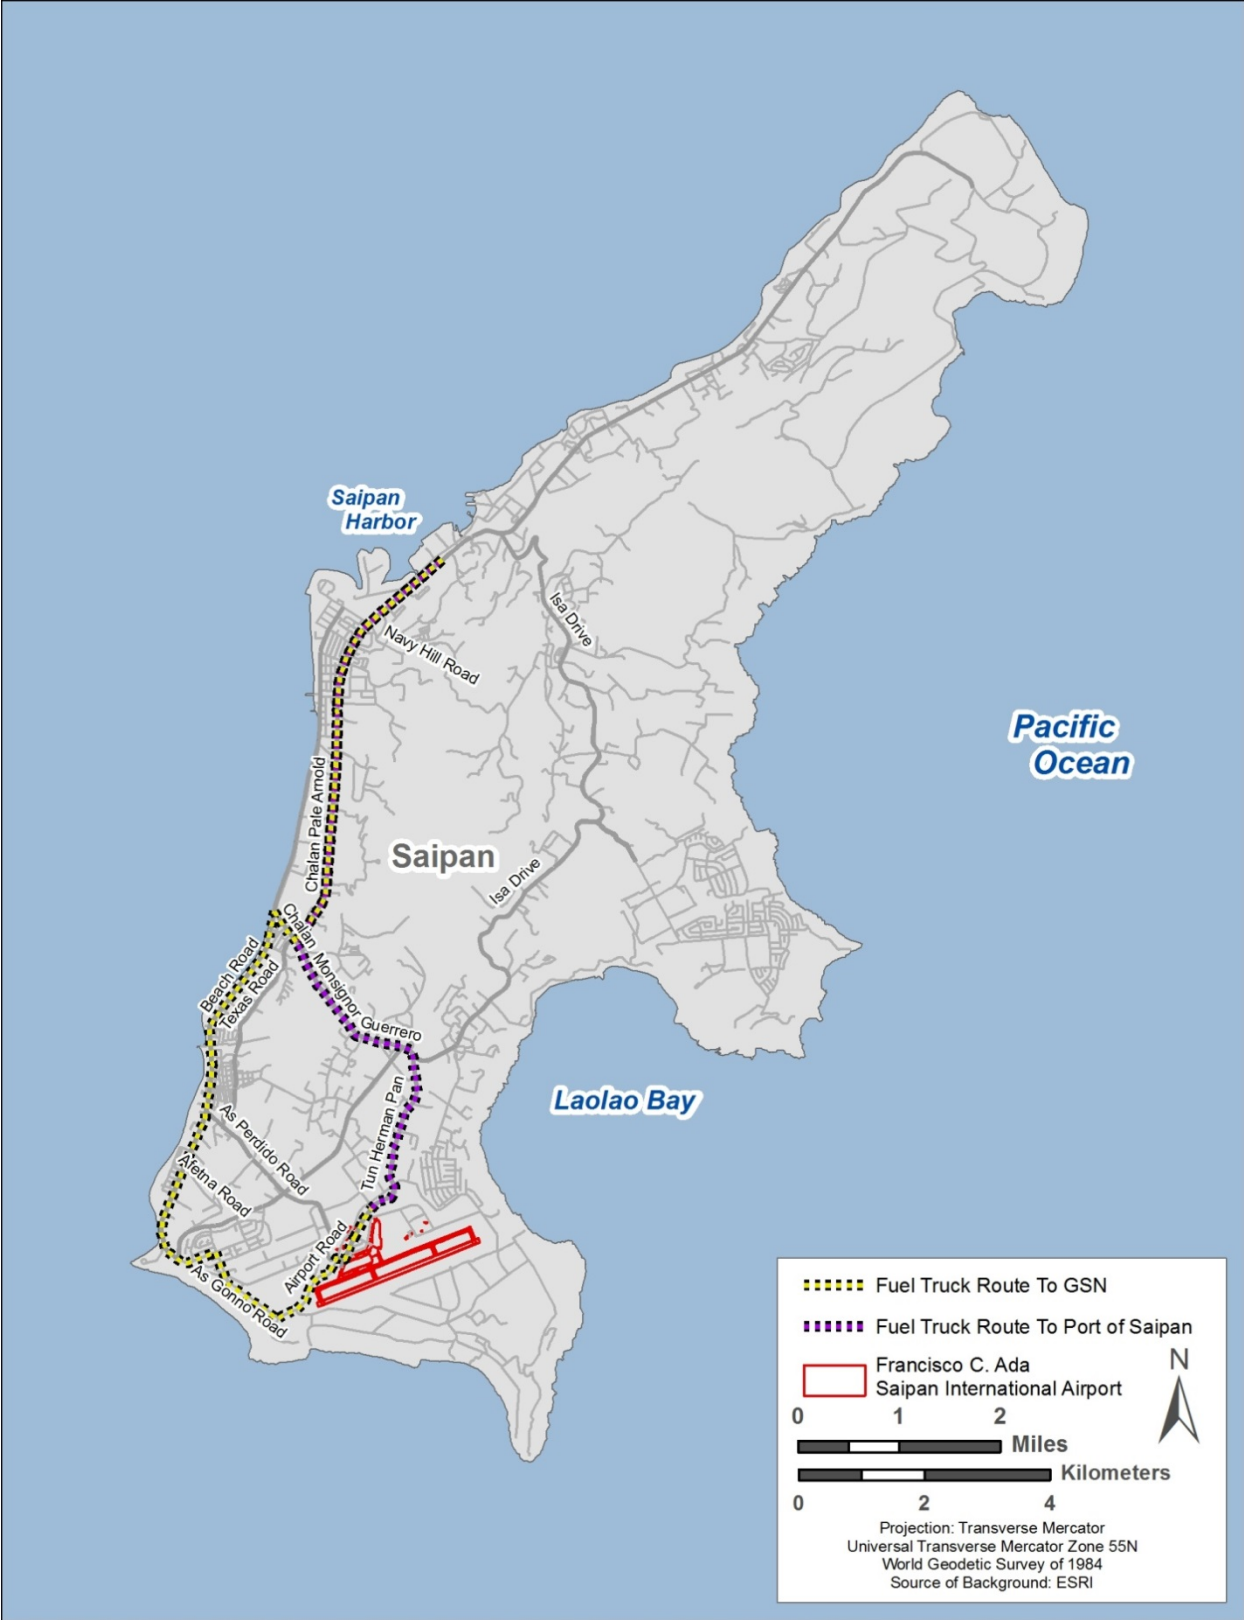 Saipan
Harbor
Isa Drive
Navy Hill Road
Pacific
Ocean
Chalan Pale Arnold
Saipan
Isa Drive
Chalan Monsignor Guerrero
Beach Road
Texas Road
Laolao Bay
As Perdido Road
Tun Herman Pan
Afetna Road
Airport Road
As Gonno Road
Fuel Truck Route To GSN
Fuel Truck Route To Port of Saipan
Francisco C. Ada
Saipan International Airport
N
0 1 2
Miles
Kilometers
0 2 4
Projection: Transverse Mercator
Universal Transverse Mercator Zone 55N
World Geodetic Survey of 1984
Source of Background: ESRI